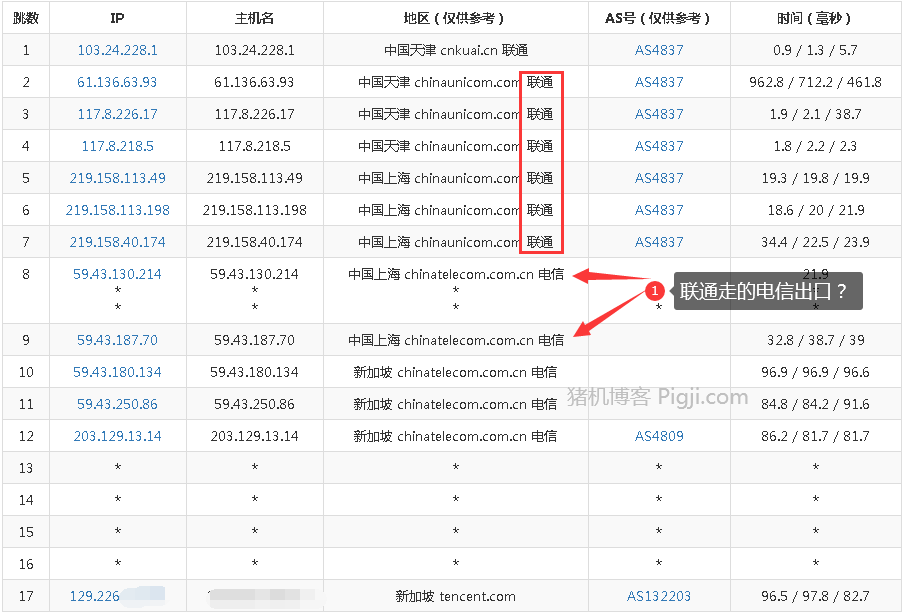 跳数 IP 主机名 地区（仅供参考） AS号（仅供参考） 时间（毫秒）
1 103.24.228.1 103.24.228.1 中国天津 cnkuai.cn 联通 AS4837 0.9 / 1.3 / 5.7
2 61.136.63.93 61.136.63.93 中国天津 chinaunicom.com 联通 AS4837 962.8 / 712.2 / 461.8
3 117.8.226.17 117.8.226.17 中国天津 chinaunicom.com 联通 AS4837 1.9 / 2.1 / 38.7
4 117.8.218.5 117.8.218.5 中国天津 chinaunicom.com 联通 AS4837 1.8 / 2.2 / 2.3
5 219.158.113.49 219.158.113.49 中国上海 chinaunicom.com 联通 AS4837 19.3 / 19.8 / 19.9
6 219.158.113.198 219.158.113.198 中国上海 chinaunicom.com 联通 AS4837 18.6 / 20 / 21.9
7 219.158.40.174 219.158.40.174 中国上海 chinaunicom.com 联通 AS4837 34.4 / 22.5 / 23.9
8 59.43.130.214 59.43.130.214 中国上海 chinatelecom.com.cn 电信 21.9
* * * *
* * * * *
1 联通走的电信出口？
9 59.43.187.70 59.43.187.70 中国上海 chinatelecom.com.cn 电信 32.8 / 38.7 / 39
10 59.43.180.134 59.43.180.134 新加坡 chinatelecom.com.cn 电信 96.9 / 96.9 / 96.6
11 59.43.250.86 59.43.250.86 新加坡 chinatelecom.com.cn 电信 84.8 / 84.2 / 91.6
猪机博客 Pigji.com
12 203.129.13.14 203.129.13.14 新加坡 chinatelecom.com.cn 电信 AS4809 86.2 / 81.7 / 81.7
13 * * * * *
14 * * * * *
15 * * * * *
16 * * * * *
17 129.226 新加坡 tencent.com AS132203 96.5 / 97.8 / 82.7